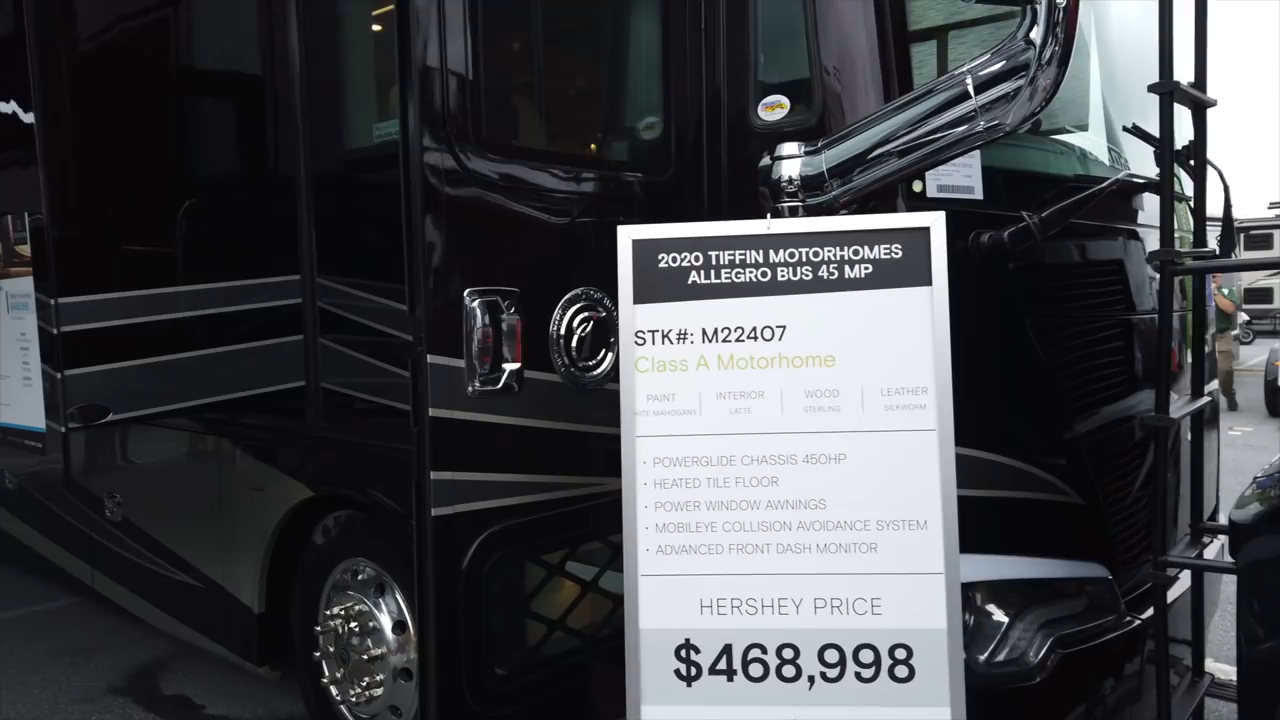 2020 TIFFIN MOTORHOMES
ALLEGRO BUS 45 MP
STK#: M22407
Class A Motorhome
PAINT INTERIOR WOOD LEATHER
MAHOGANY LATTE STERLING SILKWORM
• POWERGLIDE CHASSIS 450HP
• HEATED TILE FLOOR
• POWER WINDOW AWNINGS
• MOBILEYE COLLISION AVOIDANCE SYSTEM
• ADVANCED FRONT DASH MONITOR
HERSHEY PRICE
$468,998